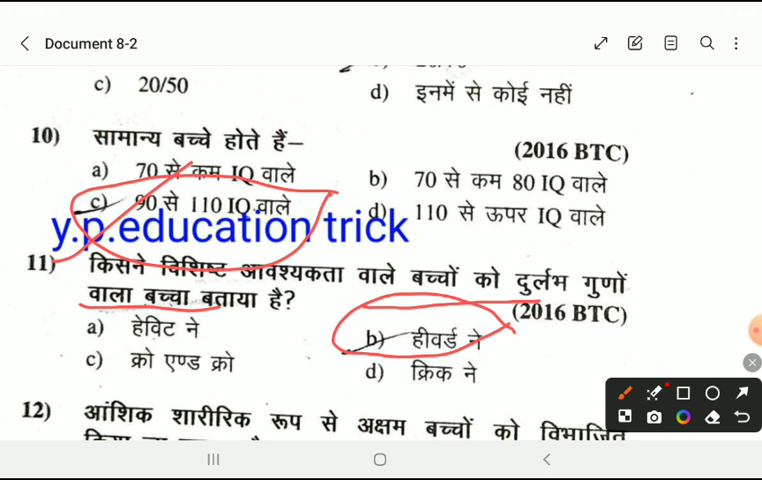 Document 8-2
c) 20/50
d) इनमें से कोई नहीं
10) सामान्य बच्चे होते हैं–
(2016 BTC)
a) 70 से कम IQ वाले
b) 70 से कम 80 IQ वाले
c) 90 से 110 IQ वाले
d) 110 से ऊपर IQ वाले
y.p.education trick
11) किसने विशिष्ट आवश्यकता वाले बच्चों को दुर्लभ गुणों
वाला बच्चा बताया है?
(2016 BTC)
a) हेविट ने
b) हीवर्ड ने
c) क्रो एण्ड क्रो
d) क्रिक ने
12) आंशिक शारीरिक रूप से अक्षम बच्चों को विभाजित